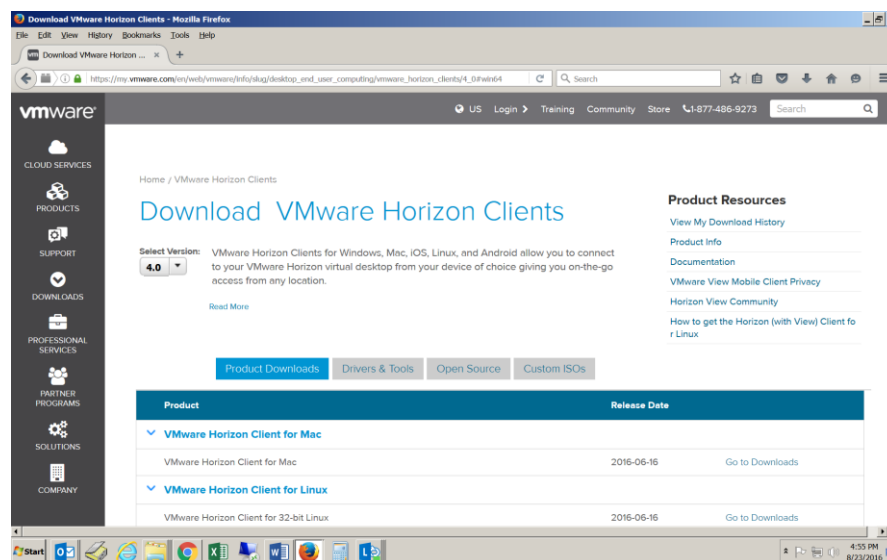 Download VMware Horizon Clients - Mozilla Firefox
File Edit View History Bookmarks Tools Help
vm Download VMware Horizon ... × +
https://my.vmware.com/en/web/vmware/info/slug/desktop_end_user_computing/vmware_horizon_clients/4_0#win64 Search
vmware
US Login Training Community Store 1-877-486-9273 Search
CLOUD SERVICES
PRODUCTS
SUPPORT
DOWNLOADS
PROFESSIONAL
SERVICES
PARTNER
PROGRAMS
SOLUTIONS
COMPANY
Home / VMware Horizon Clients
Download VMware Horizon Clients
Select Version:
4.0
VMware Horizon Clients for Windows, Mac, iOS, Linux, and Android allow you to connect
to your VMware Horizon virtual desktop from your device of choice giving you on-the-go
access from any location.
Read More
Product Resources
View My Download History
Product Info
Documentation
VMware View Mobile Client Privacy
Horizon View Community
How to get the Horizon (with View) Client fo
r Linux
Product Downloads Drivers & Tools Open Source Custom ISOs
Product Release Date
VMware Horizon Client for Mac
VMware Horizon Client for Mac 2016-06-16 Go to Downloads
VMware Horizon Client for Linux
VMware Horizon Client for 32-bit Linux 2016-06-16 Go to Downloads
Start
4:55 PM
8/23/2016